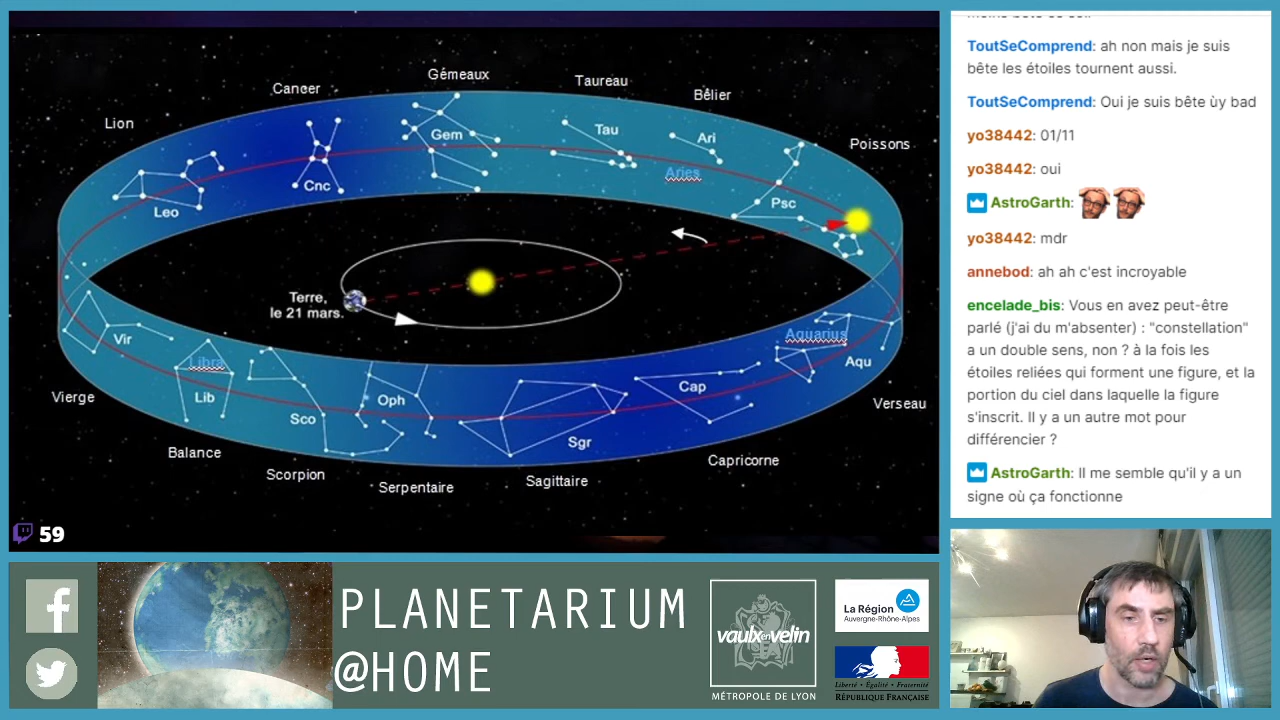 Gémeaux
Cancer
Taureau
Bélier
Lion
Poissons
Gem
Tau
Ari
Aries
Cnc
Leo
Psc
Terre,
le 21 mars.
Vir
Libra
Lib
Sco
Oph
Sgr
Cap
Aquarius
Aqu
Vierge
Balance
Scorpion
Serpentaire
Sagittaire
Capricorne
Verseau
59
ToutSeComprend: ah non mais je suis
bête les étoiles tournent aussi.
ToutSeComprend: Oui je suis bête ùy bad
yo38442: 01/11
yo38442: oui
AstroGarth:
yo38442: mdr
annebod: ah ah c'est incroyable
encelade_bis: Vous en avez peut-être
parlé (j'ai du m'absenter) : "constellation"
a un double sens, non ? à la fois les
étoiles reliées qui forment une figure, et la
portion du ciel dans laquelle la figure
s'inscrit. Il y a un autre mot pour
différencier ?
AstroGarth: Il me semble qu'il y a un
signe où ça fonctionne
PLANETARIUM
@HOME
vaulx en velin
MÉTROPOLE DE LYON
La Région
Auvergne-Rhône-Alpes
Liberté • Égalité • Fraternité
RÉPUBLIQUE FRANÇAISE